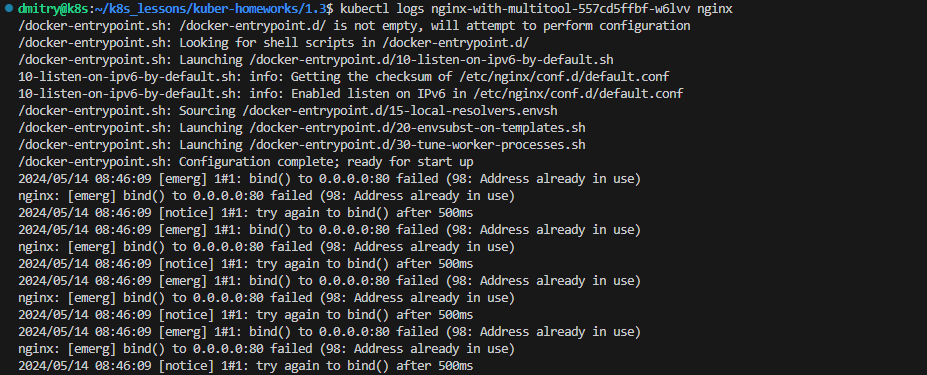 dmitry@k8s:~/k8s_lessons/kuber-homeworks/1.3$ kubectl logs nginx-with-multitool-557cd5ffbf-w6lvv nginx
/docker-entrypoint.sh: /docker-entrypoint.d/ is not empty, will attempt to perform configuration
/docker-entrypoint.sh: Looking for shell scripts in /docker-entrypoint.d/
/docker-entrypoint.sh: Launching /docker-entrypoint.d/10-listen-on-ipv6-by-default.sh
10-listen-on-ipv6-by-default.sh: info: Getting the checksum of /etc/nginx/conf.d/default.conf
10-listen-on-ipv6-by-default.sh: info: Enabled listen on IPv6 in /etc/nginx/conf.d/default.conf
/docker-entrypoint.sh: Sourcing /docker-entrypoint.d/15-local-resolvers.envsh
/docker-entrypoint.sh: Launching /docker-entrypoint.d/20-envsubst-on-templates.sh
/docker-entrypoint.sh: Launching /docker-entrypoint.d/30-tune-worker-processes.sh
/docker-entrypoint.sh: Configuration complete; ready for start up
2024/05/14 08:46:09 [emerg] 1#1: bind() to 0.0.0.0:80 failed (98: Address already in use)
nginx: [emerg] bind() to 0.0.0.0:80 failed (98: Address already in use)
2024/05/14 08:46:09 [notice] 1#1: try again to bind() after 500ms
2024/05/14 08:46:09 [emerg] 1#1: bind() to 0.0.0.0:80 failed (98: Address already in use)
nginx: [emerg] bind() to 0.0.0.0:80 failed (98: Address already in use)
2024/05/14 08:46:09 [notice] 1#1: try again to bind() after 500ms
2024/05/14 08:46:09 [emerg] 1#1: bind() to 0.0.0.0:80 failed (98: Address already in use)
nginx: [emerg] bind() to 0.0.0.0:80 failed (98: Address already in use)
2024/05/14 08:46:09 [notice] 1#1: try again to bind() after 500ms
2024/05/14 08:46:09 [emerg] 1#1: bind() to 0.0.0.0:80 failed (98: Address already in use)
nginx: [emerg] bind() to 0.0.0.0:80 failed (98: Address already in use)
2024/05/14 08:46:09 [notice] 1#1: try again to bind() after 500ms